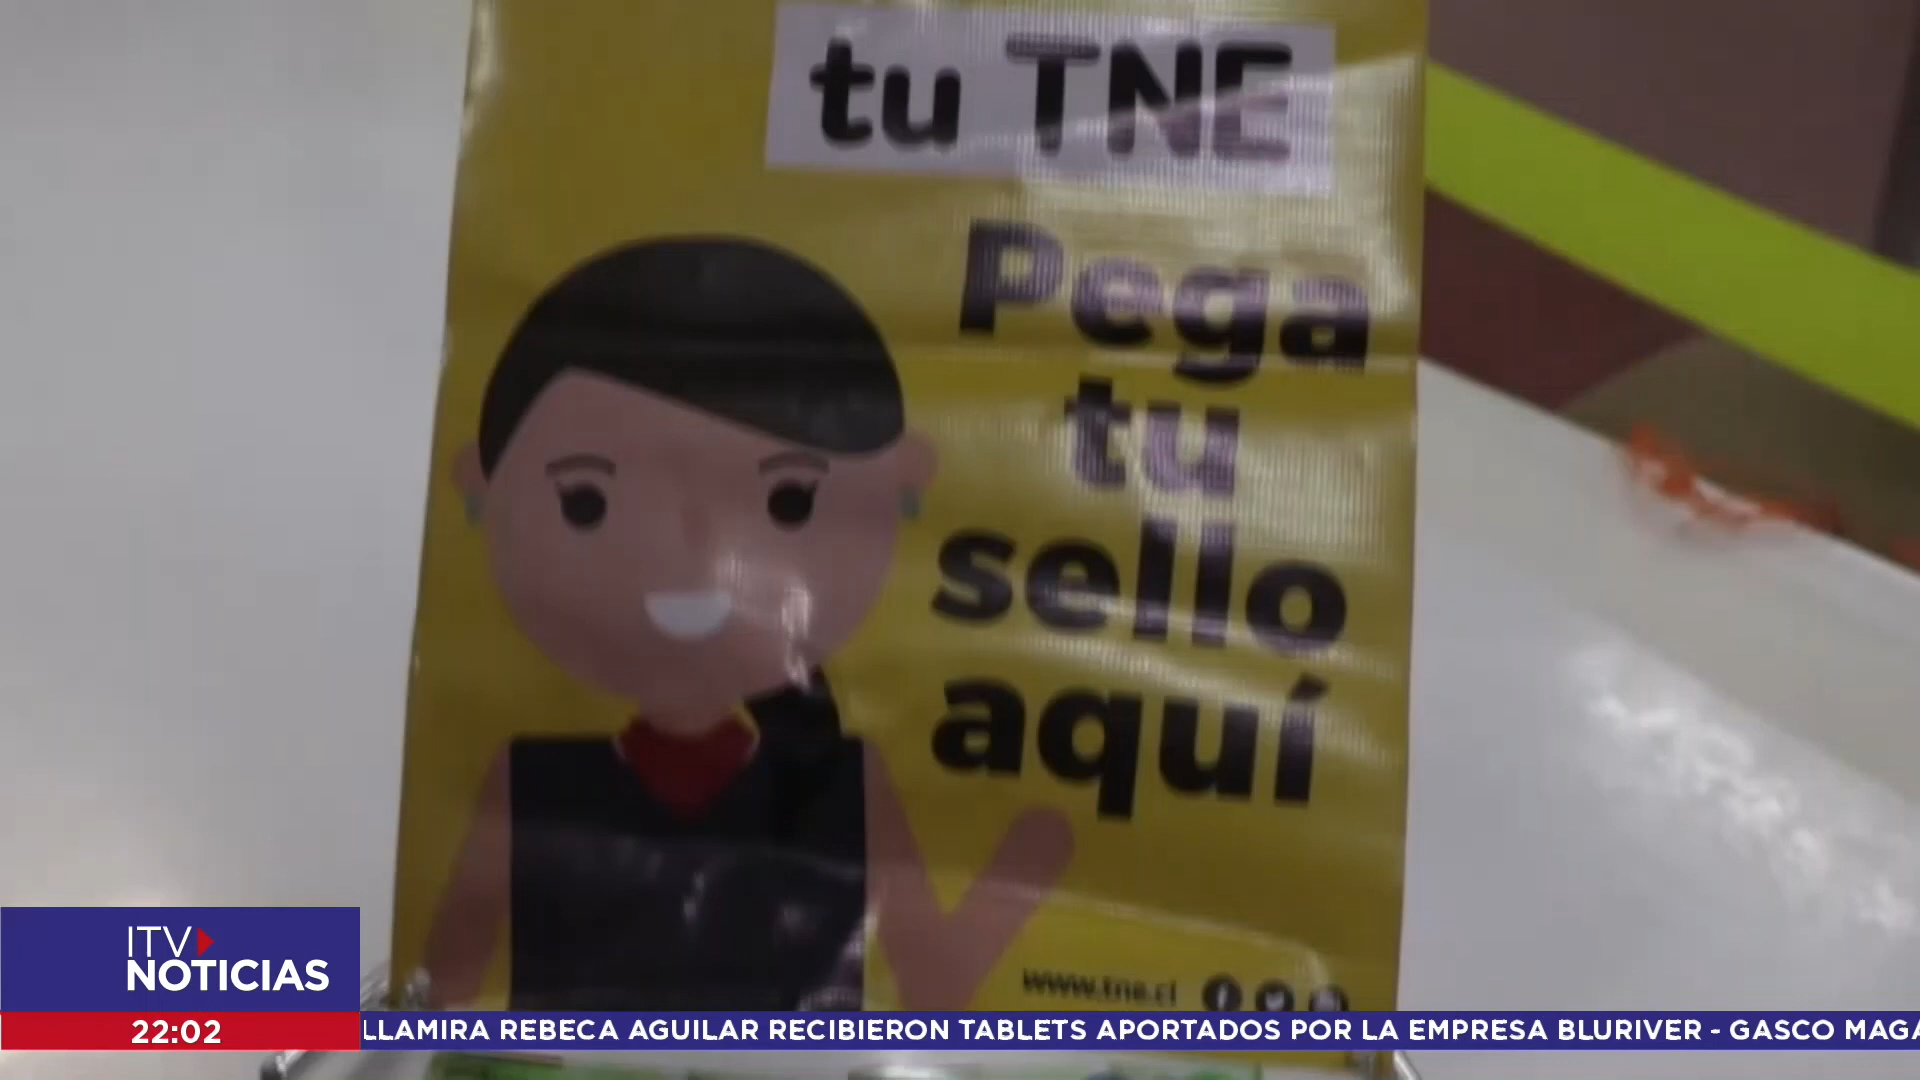 tu TNE
Pega
tu
sello
aquí
www.tne.cl
ITV
NOTICIAS
22:02
LLAMIRA REBECA AGUILAR RECIBIERON TABLETS APORTADOS POR LA EMPRESA BLURIVER - GASCO MAGA